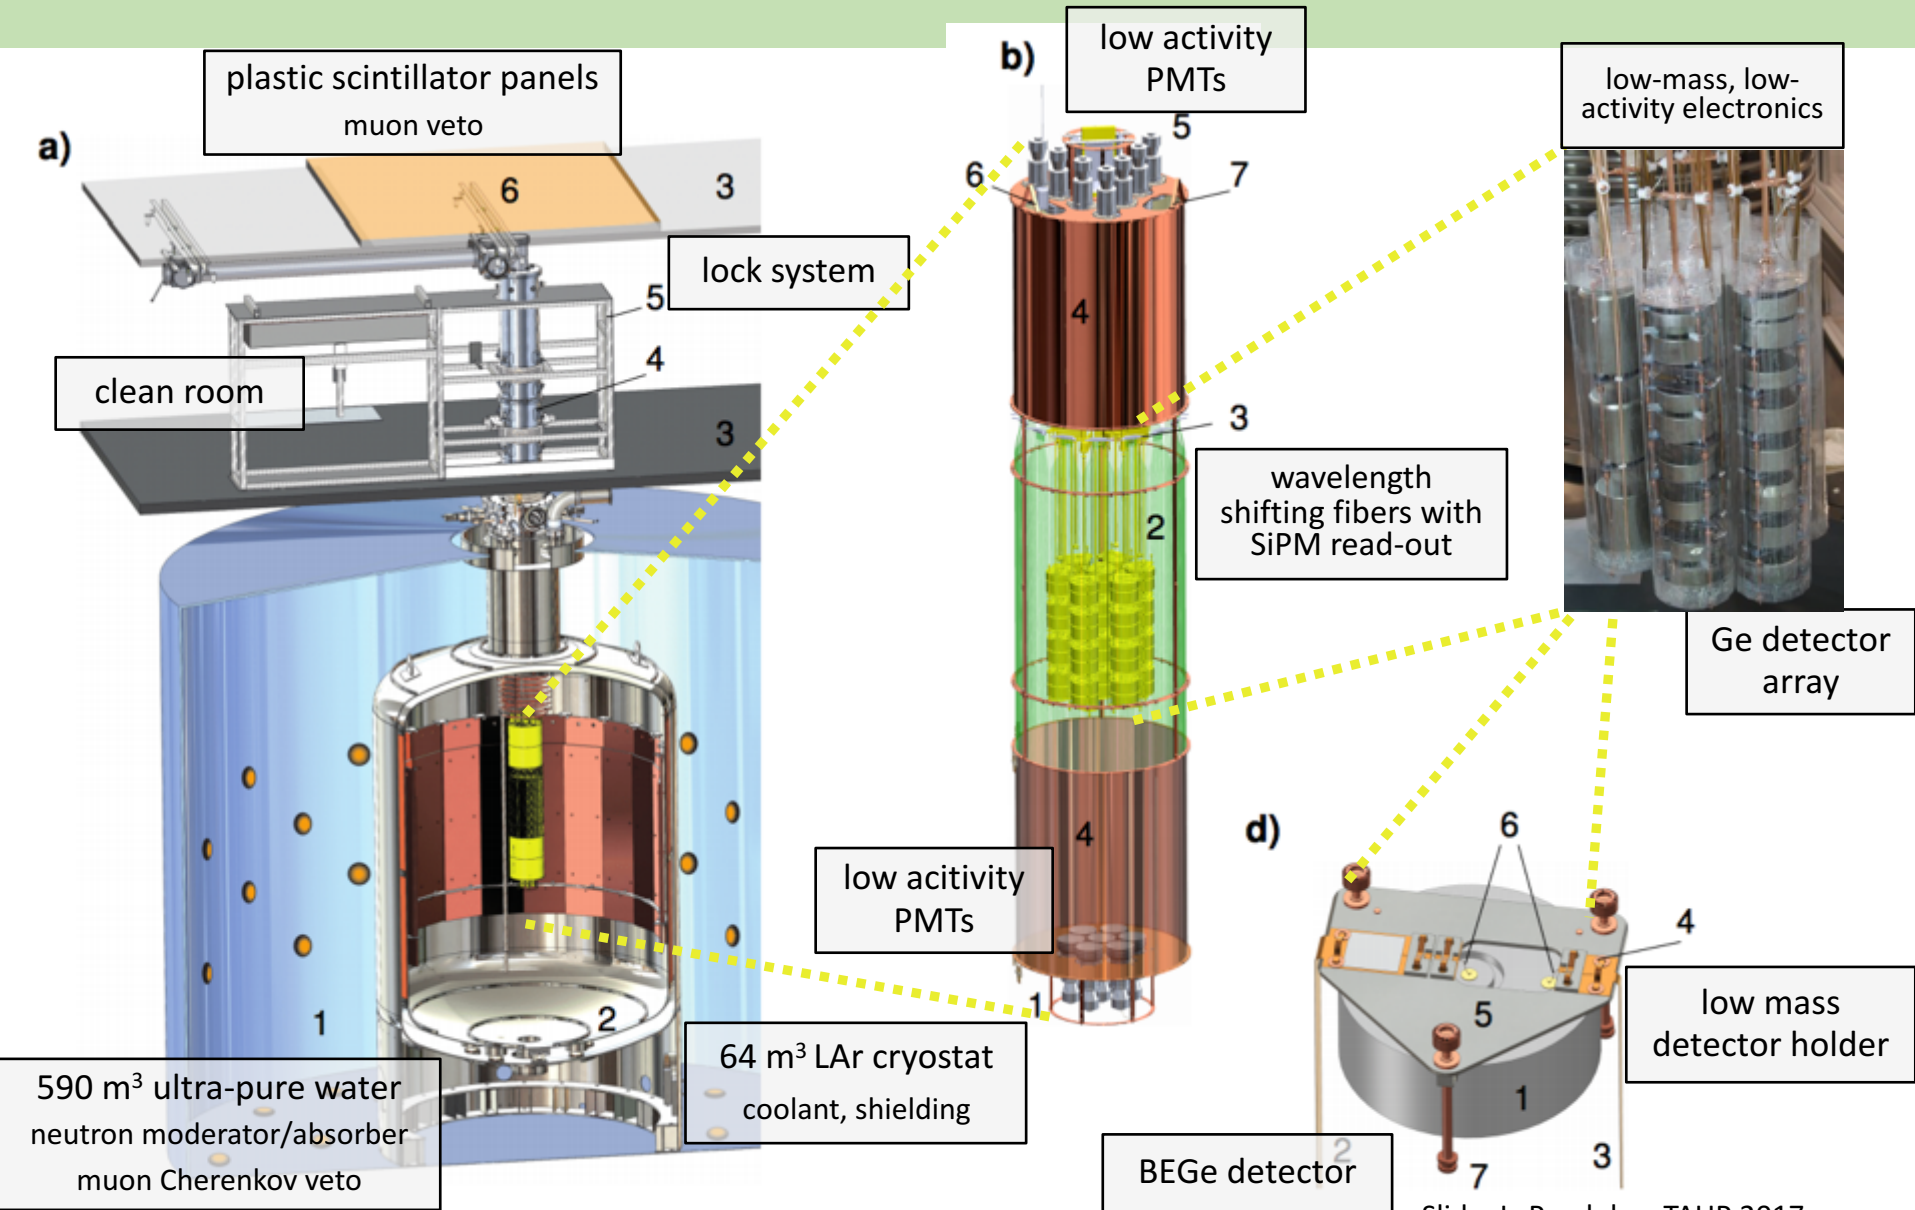 plastic scintillator panels
muon veto
a)
6
3
lock system
5
4
clean room
3
1
2
590 m³ ultra-pure water
neutron moderator/absorber
muon Cherenkov veto
64 m³ LAr cryostat
coolant, shielding
b)
low activity
PMTs
5
6
7
4
3
2
wavelength
shifting fibers with
SiPM read-out
4
low acitivity
PMTs
1
low-mass, low-
activity electronics
Ge detector
array
d)
6
4
5
low mass
detector holder
1
2
3
7
BEGe detector